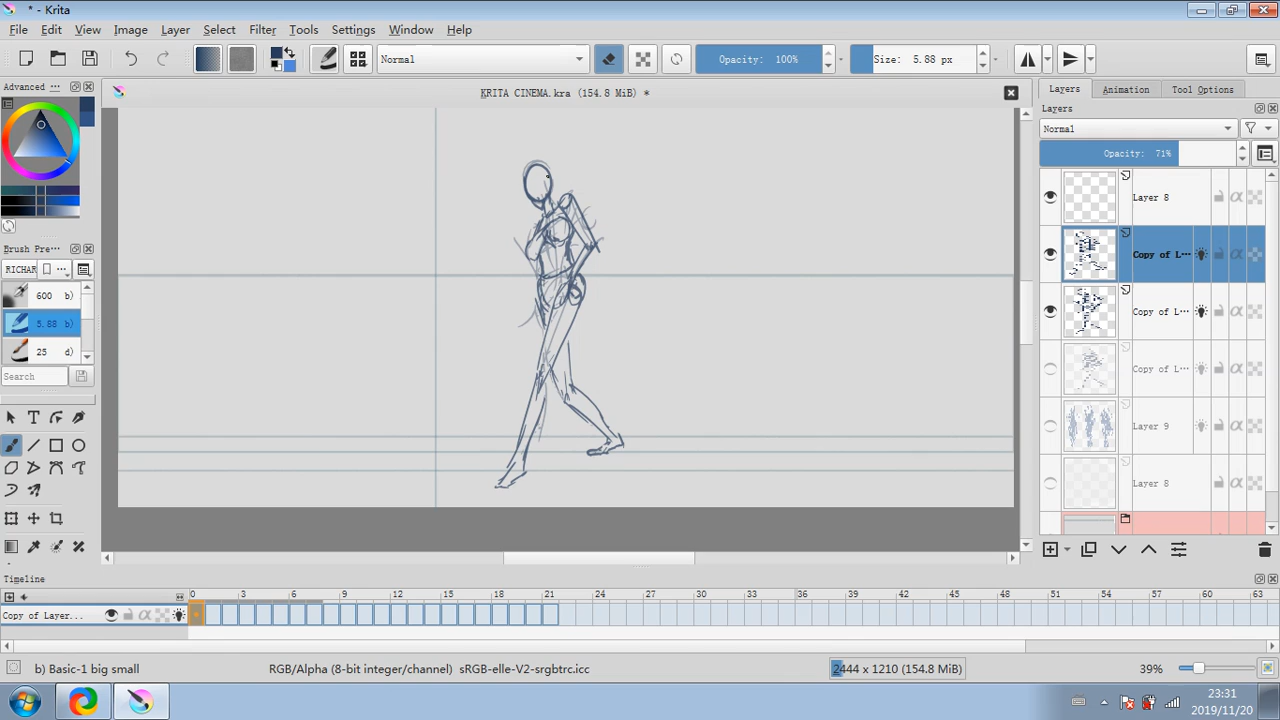 * - Krita
File Edit View Image Layer Select Filter Tools Settings Window Help
Normal
Opacity: 100%
Size: 5.88 px
Advanced ...
KRITA CINEMA.kra (154.8 MiB) *
Layers Animation Tool Options
Layers
Normal
Opacity: 71%
Layer 8
Copy of L...
Copy of L...
Copy of L...
Layer 9
Layer 8
Brush Pre...
RICHAR ...
600 b)
5.88 b)
25 d)
Search
Timeline
0 3 6 9 12 15 18 21 24 27 30 33 36 39 42 45 48 51 54 57 60 63
Copy of Layer...
b) Basic-1 big small
RGB/Alpha (8-bit integer/channel) sRGB-elle-V2-srgbtrc.icc
2444 x 1210 (154.8 MiB)
39%
23:31
2019/11/20